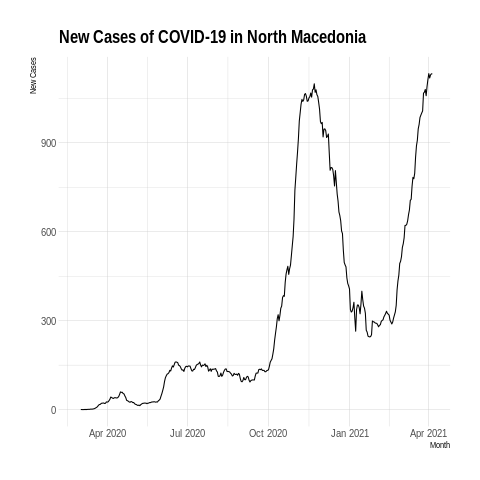 New Cases of COVID-19 in North Macedonia
New Cases
900
600
300
0
Apr 2020 Jul 2020 Oct 2020 Jan 2021 Apr 2021
Month